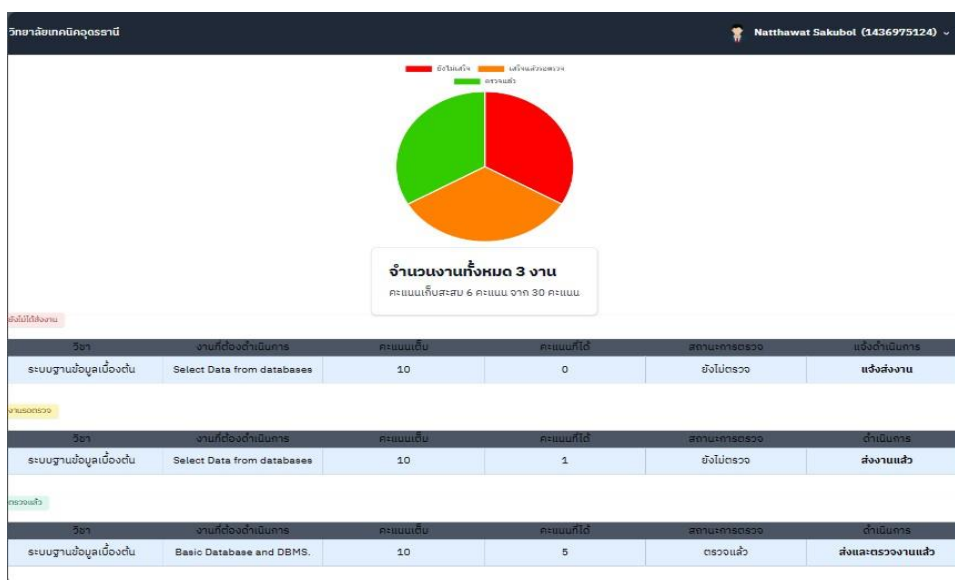 วิทยาลัยเทคนิคอุดรธานี
Natthawat Sakubol (1436975124)
ยังไม่เสร็จ เสร็จแล้วรอตรวจ
ตรวจแล้ว
จำนวนงานทั้งหมด 3 งาน
คะแนนเก็บสะสม 6 คะแนน จาก 30 คะแนน
ยังไม่ได้ส่งงาน
วิชา งานที่ต้องดำเนินการ คะแนนเต็ม คะแนนที่ได้ สถานะการตรวจ แจ้งดำเนินการ
ระบบฐานข้อมูลเบื้องต้น Select Data from databases 10 0 ยังไม่ตรวจ แจ้งส่งงาน
งานรอตรวจ
วิชา งานที่ต้องดำเนินการ คะแนนเต็ม คะแนนที่ได้ สถานะการตรวจ ดำเนินการ
ระบบฐานข้อมูลเบื้องต้น Select Data from databases 10 1 ยังไม่ตรวจ ส่งงานแล้ว
ตรวจแล้ว
วิชา งานที่ต้องดำเนินการ คะแนนเต็ม คะแนนที่ได้ สถานะการตรวจ ดำเนินการ
ระบบฐานข้อมูลเบื้องต้น Basic Database and DBMS. 10 5 ตรวจแล้ว ส่งและตรวจงานแล้ว